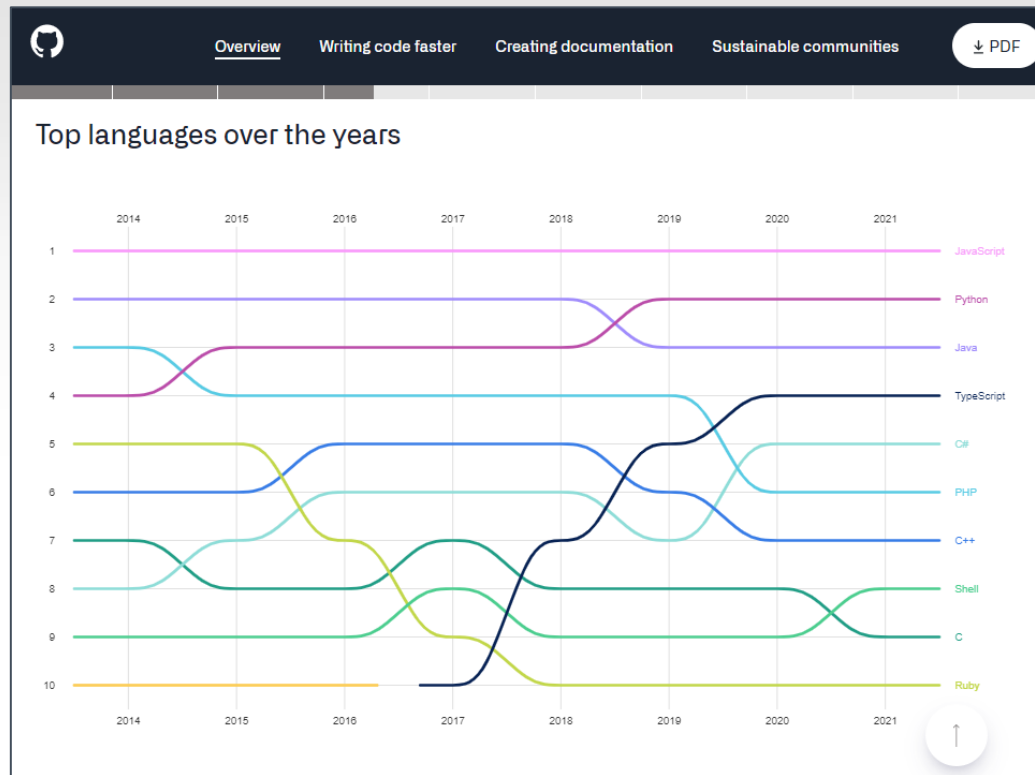 Overview Writing code faster Creating documentation Sustainable communities PDF
Top languages over the years
2014 2015 2016 2017 2018 2019 2020 2021
1 JavaScript
2 Python
3 Java
4 TypeScript
5 C#
6 PHP
7 C++
8 Shell
9 C
10 Ruby
2014 2015 2016 2017 2018 2019 2020 2021